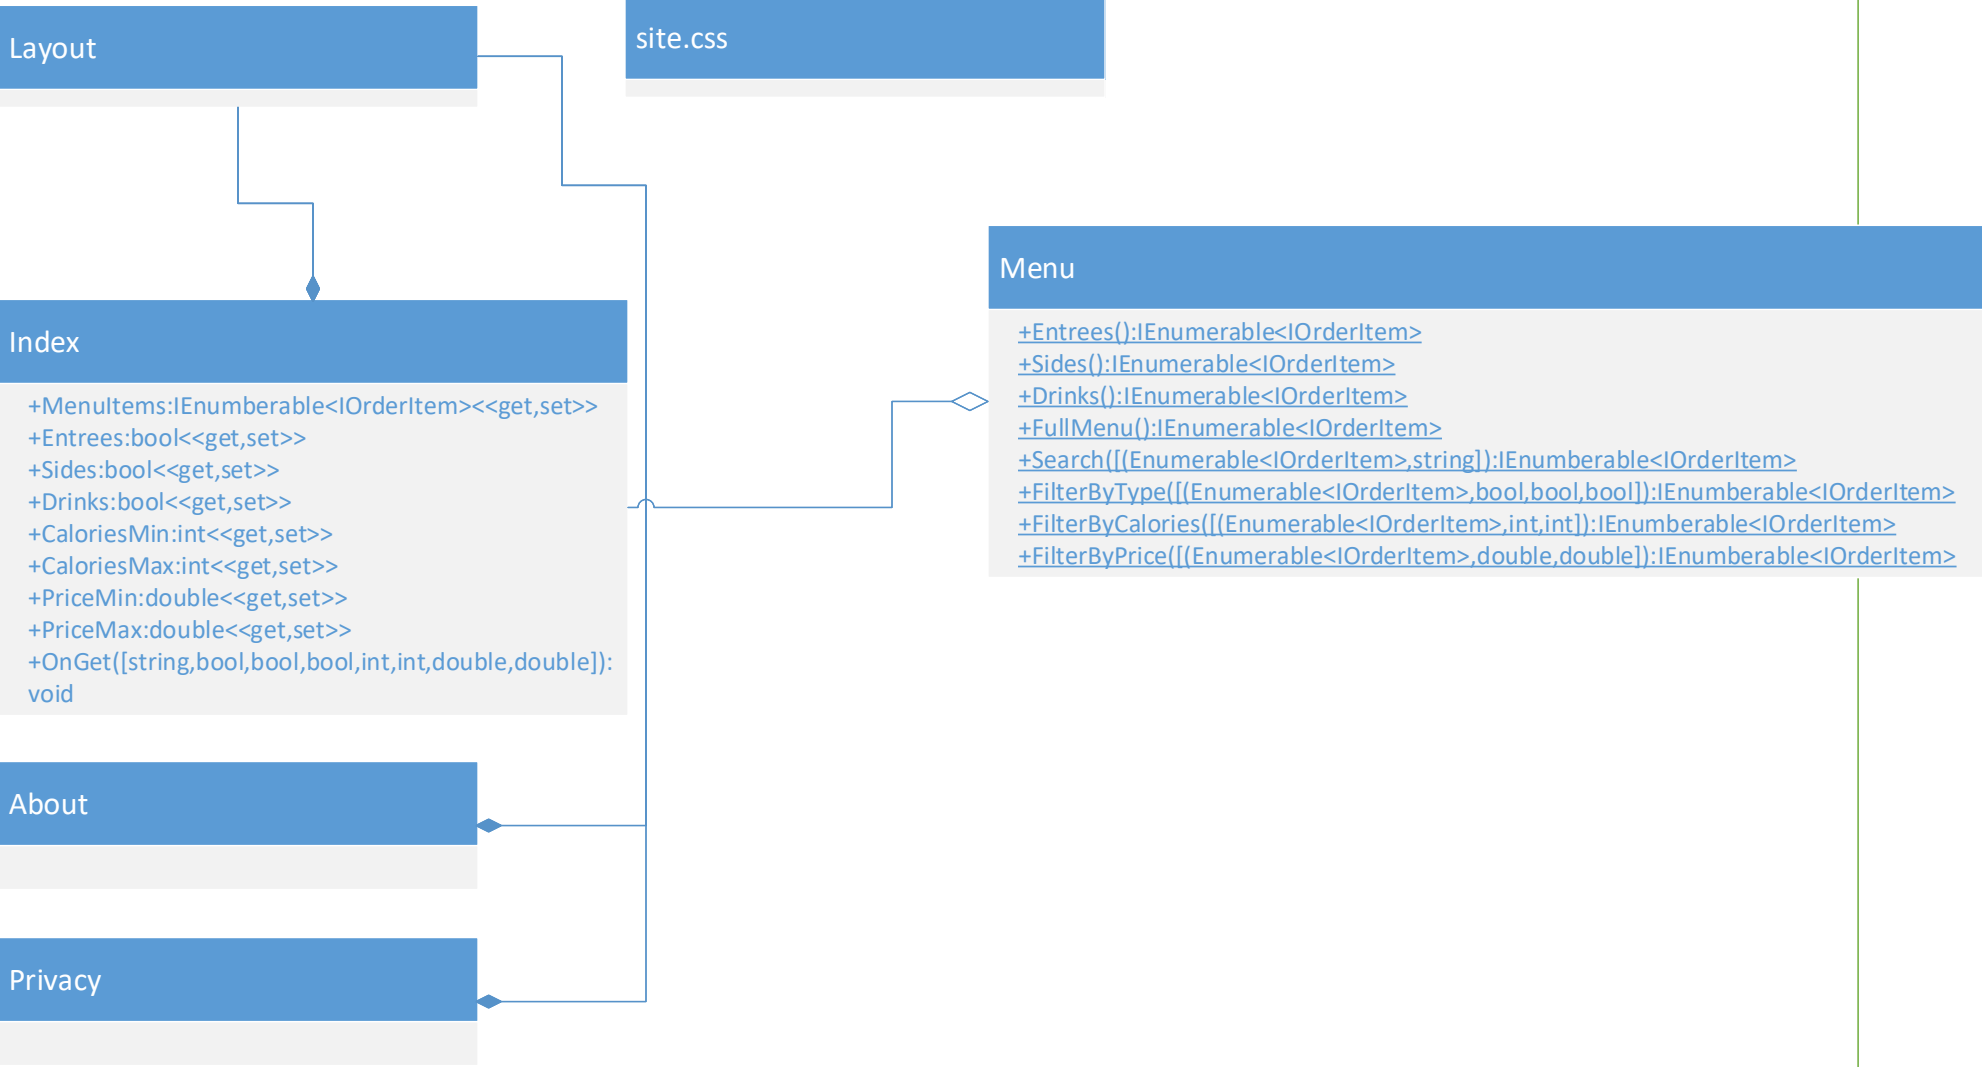 Layout
site.css
Index
+MenuItems:IEnumberable<IOrderItem><<get,set>>
+Entrees:bool<<get,set>>
+Sides:bool<<get,set>>
+Drinks:bool<<get,set>>
+CaloriesMin:int<<get,set>>
+CaloriesMax:int<<get,set>>
+PriceMin:double<<get,set>>
+PriceMax:double<<get,set>>
+OnGet([string,bool,bool,bool,int,int,double,double]):
void
Menu
+Entrees():IEnumerable<IOrderItem>
+Sides():IEnumerable<IOrderItem>
+Drinks():IEnumerable<IOrderItem>
+FullMenu():IEnumerable<IOrderItem>
+Search([(Enumerable<IOrderItem>,string]):IEnumberable<IOrderItem>
+FilterByType([(Enumerable<IOrderItem>,bool,bool,bool]):IEnumberable<IOrderItem>
+FilterByCalories([(Enumerable<IOrderItem>,int,int]):IEnumberable<IOrderItem>
+FilterByPrice([(Enumerable<IOrderItem>,double,double]):IEnumberable<IOrderItem>
About
Privacy